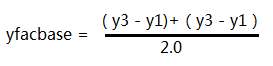 yfacbase = ( y3 - y1)+ ( y3 - y1 )
2.0